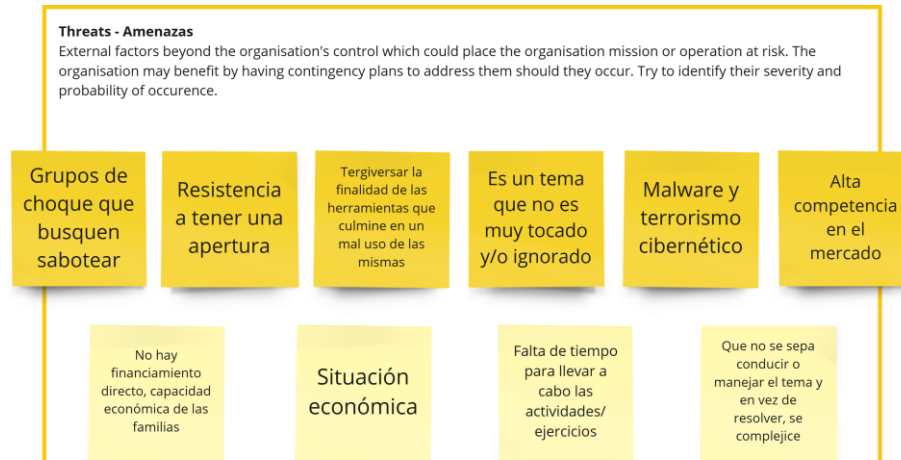 Threats - Amenazas
External factors beyond the organisation's control which could place the organisation mission or operation at risk. The
organisation may benefit by having contingency plans to address them should they occur. Try to identify their severity and
probability of occurence.
Grupos de
choque que
busquen
sabotear
Resistencia
a tener una
apertura
Tergiversar la
finalidad de las
herramientas que
culmine en un
mal uso de las
mismas
Es un tema
que no es
muy tocado
y/o ignorado
Malware y
terrorismo
cibernético
Alta
competencia
en el
mercado
No hay
financiamiento
directo, capacidad
económica de las
familias
Situación
económica
Falta de tiempo
para llevar a
cabo las
actividades/
ejercicios
Que no se sepa
conducir o
manejar el tema y
en vez de
resolver, se
complejice